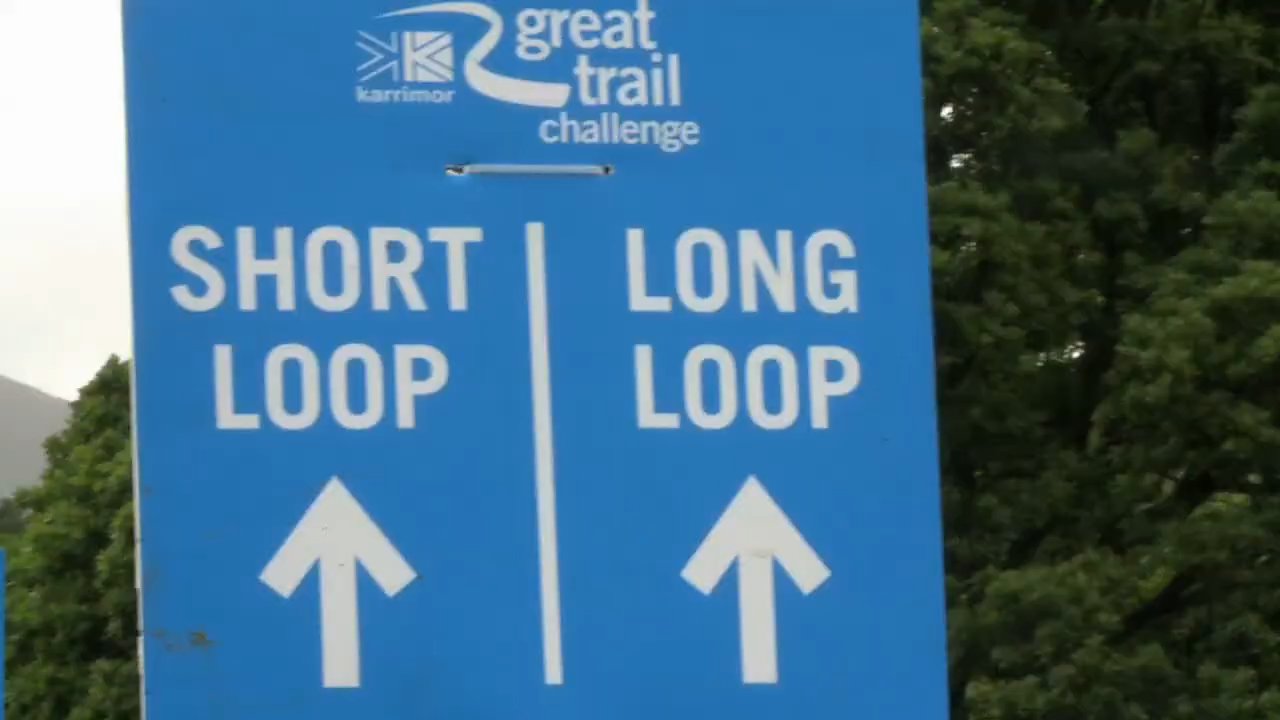 great
trail
karrimor
challenge
SHORT
LOOP
LONG
LOOP